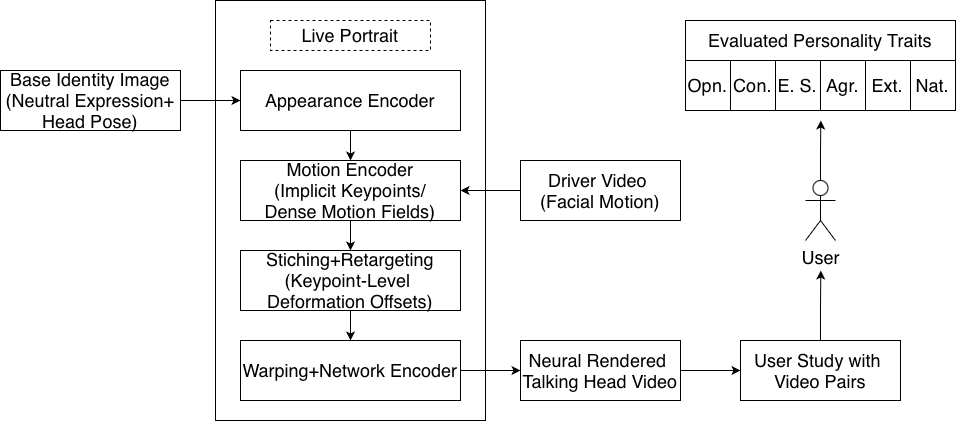 Live Portrait
Base Identity Image
(Neutral Expression+
Head Pose)
Appearance Encoder
Motion Encoder
(Implicit Keypoints/
Dense Motion Fields)
Driver Video
(Facial Motion)
Stiching+Retargeting
(Keypoint-Level
Deformation Offsets)
Warping+Network Encoder
Neural Rendered
Talking Head Video
User Study with
Video Pairs
User
Evaluated Personality Traits
Opn. Con. E. S. Agr. Ext. Nat.